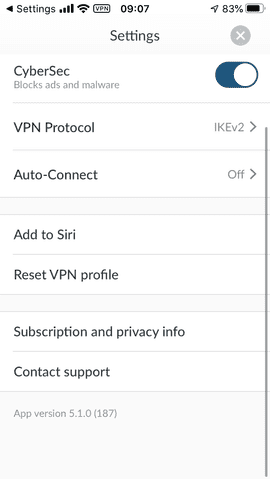 Settings VPN 09:07 83%
Settings
CyberSec
Blocks ads and malware
VPN Protocol IKEv2
Auto-Connect Off
Add to Siri
Reset VPN profile
Subscription and privacy info
Contact support
App version 5.1.0 (187)